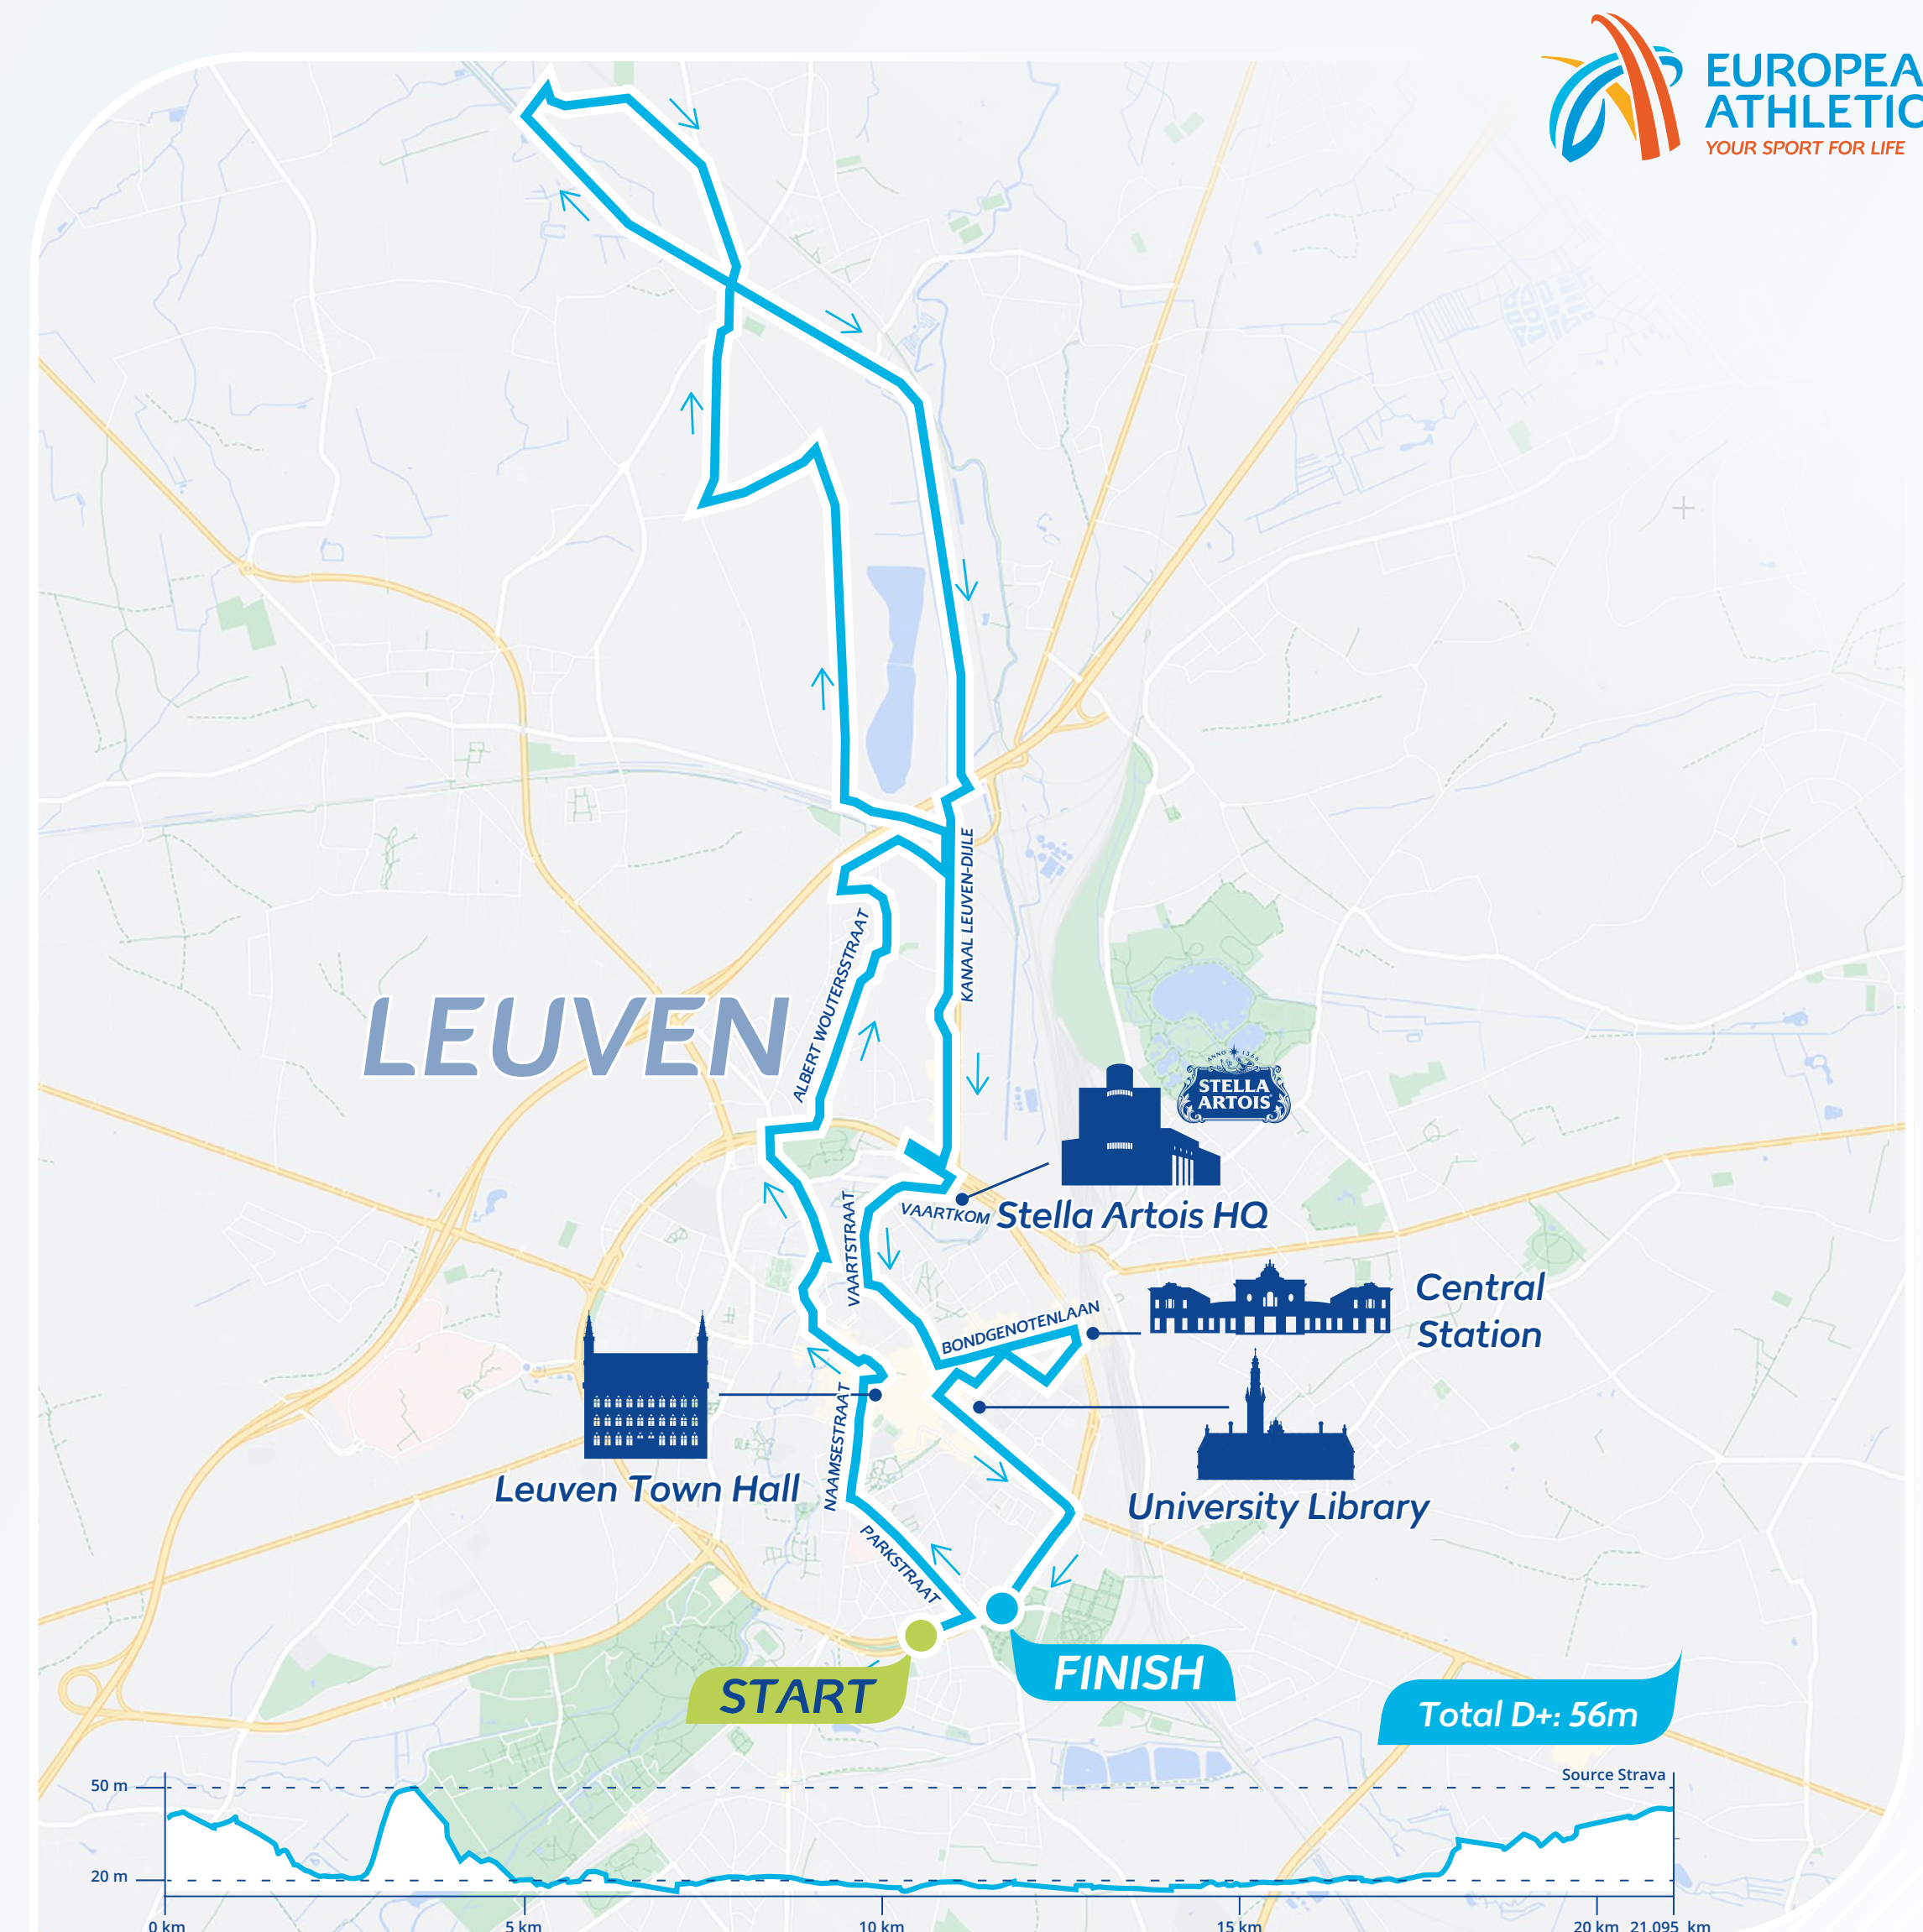 EUROPEA
ATHLETIC
YOUR SPORT FOR LIFE
KANAAL LEUVEN-DIJLE
ALBERT WOUTERSSTRAAT
LEUVEN
ANNO 1366
STELLA
ARTOIS
VAARTSTRAAT
VAARTKOM
Stella Artois HQ
Central
Station
BONDGENOTENLAAN
NAAMSESTRAAT
Leuven Town Hall
University Library
PARKSTRAAT
START
FINISH
Total D+: 56m
Source Strava
50 m
20 m
0 km
5 km
10 km
15 km
20 km
21,095 km